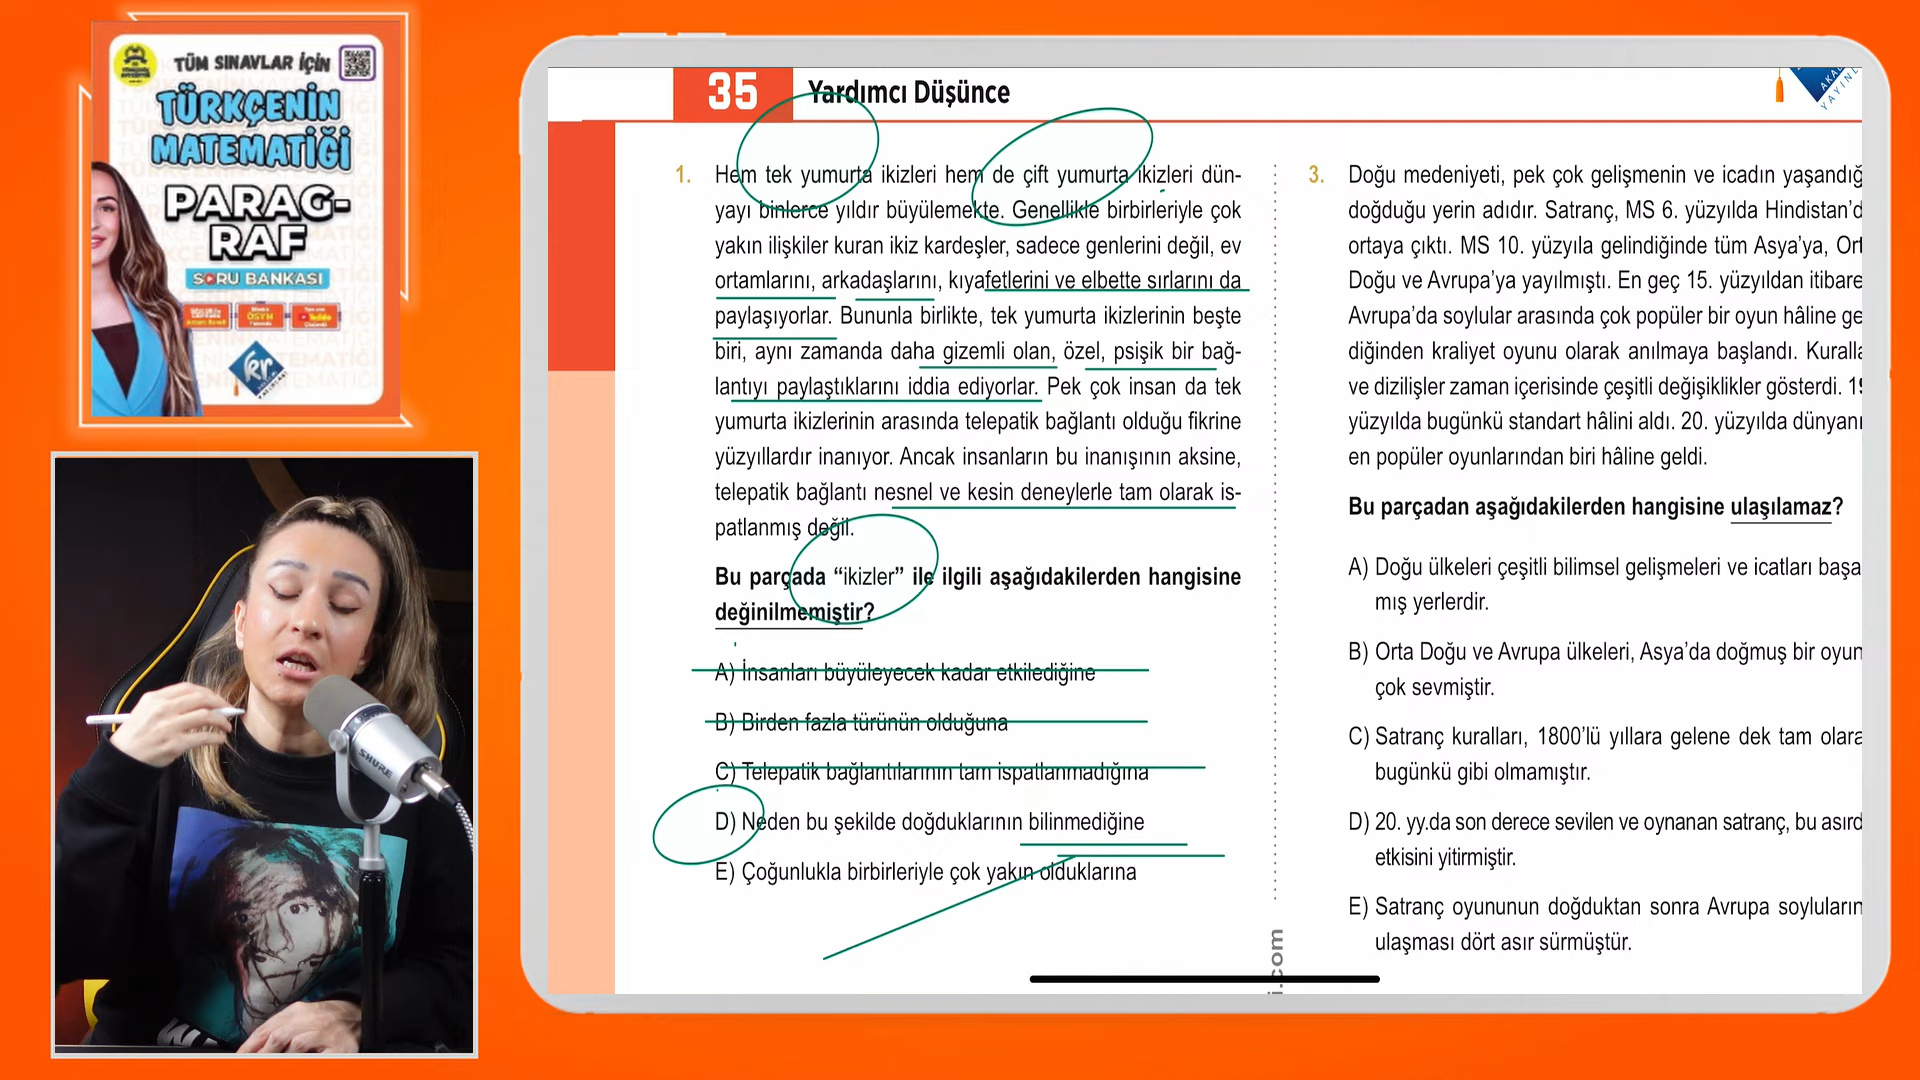 TÜM SINAVLAR İÇİN
TÜRKÇENİN
MATEMATİĞİ
PARAG-
RAF
SORU BANKASI
SHURE
35 Yardımcı Düşünce
1. Hem tek yumurta ikizleri hem de çift yumurta ikizleri dün-
yayı binlerce yıldır büyülemekte. Genellikle birbirleriyle çok
yakın ilişkiler kuran ikiz kardeşler, sadece genlerini değil, ev
ortamlarını, arkadaşlarını, kıyafetlerini ve elbette sırlarını da
paylaşıyorlar. Bununla birlikte, tek yumurta ikizlerinin beşte
biri, aynı zamanda daha gizemli olan, özel, psişik bir bağ-
lantıyı paylaştıklarını iddia ediyorlar. Pek çok insan da tek
yumurta ikizlerinin arasında telepatik bağlantı olduğu fikrine
yüzyıllardır inanıyor. Ancak insanların bu inanışının aksine,
telepatik bağlantı nesnel ve kesin deneylerle tam olarak is-
patlanmış değil.
Bu parçada “ikizler” ile ilgili aşağıdakilerden hangisine
değinilmemiştir?
A) İnsanları büyüleyecek kadar etkilediğine
B) Birden fazla türünün olduğuna
C) Telepatik bağlantılarının tam ispatlanmadığına
D) Neden bu şekilde doğduklarının bilinmediğine
E) Çoğunlukla birbirleriyle çok yakın olduklarına
i.com
3. Doğu medeniyeti, pek çok gelişmenin ve icadın yaşandığ
doğduğu yerin adıdır. Satranç, MS 6. yüzyılda Hindistan’d
ortaya çıktı. MS 10. yüzyıla gelindiğinde tüm Asya’ya, Ort
Doğu ve Avrupa’ya yayılmıştı. En geç 15. yüzyıldan itibare
Avrupa’da soylular arasında çok popüler bir oyun hâline ge
diğinden kraliyet oyunu olarak anılmaya başlandı. Kuralla
ve dizilişler zaman içerisinde çeşitli değişiklikler gösterdi. 19
yüzyılda bugünkü standart hâlini aldı. 20. yüzyılda dünyanı
en popüler oyunlarından biri hâline geldi.
Bu parçadan aşağıdakilerden hangisine ulaşılamaz?
A) Doğu ülkeleri çeşitli bilimsel gelişmeleri ve icatları başa
mış yerlerdir.
B) Orta Doğu ve Avrupa ülkeleri, Asya’da doğmuş bir oyun
çok sevmiştir.
C) Satranç kuralları, 1800’lü yıllara gelene dek tam olara
bugünkü gibi olmamıştır.
D) 20. yy.da son derece sevilen ve oynanan satranç, bu asırd
etkisini yitirmiştir.
E) Satranç oyununun doğduktan sonra Avrupa soyluların
ulaşması dört asır sürmüştür.